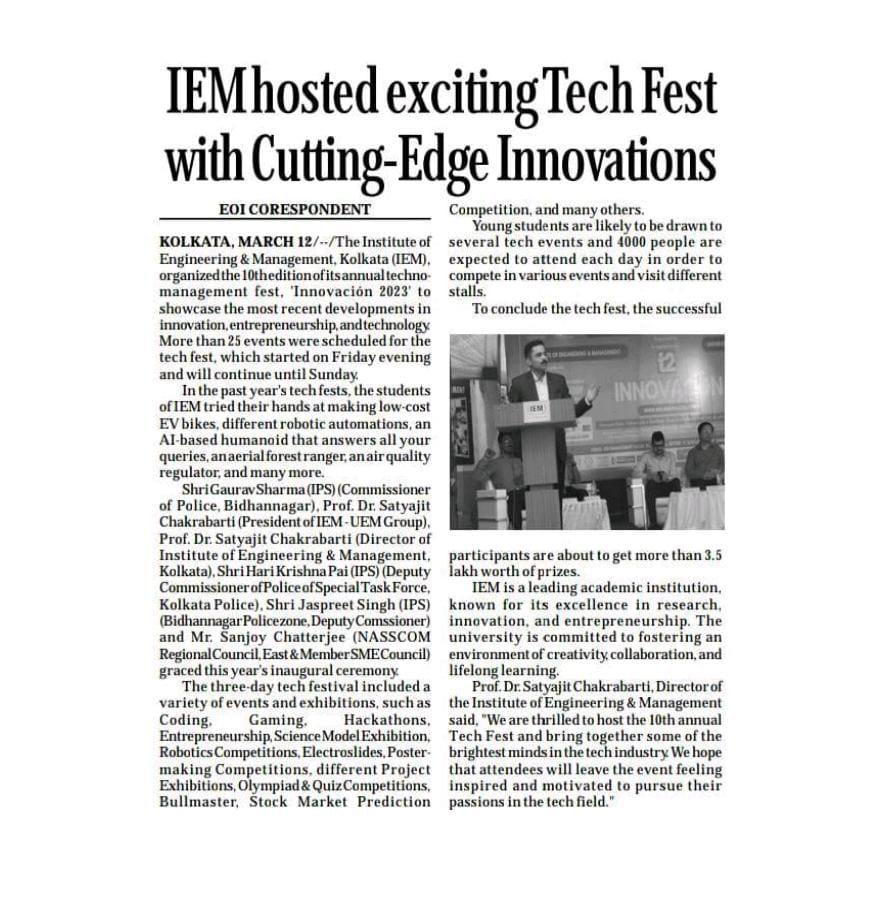 IEM hosted exciting Tech Fest
with Cutting-Edge Innovations
EOI CORESPONDENT
KOLKATA, MARCH 12/--/The Institute of
Engineering & Management, Kolkata (IEM),
organized the 10th edition of its annual techno-
management fest, 'Innovación 2023' to
showcase the most recent developments in
innovation, entrepreneurship, and technology.
More than 25 events were scheduled for the
tech fest, which started on Friday evening
and will continue until Sunday.
In the past year's tech fests, the students
of IEM tried their hands at making low-cost
EV bikes, different robotic automations, an
AI-based humanoid that answers all your
queries, an aerial forest ranger, an air quality
regulator, and many more.
Shri Gaurav Sharma (IPS) (Commissioner
of Police, Bidhannagar), Prof. Dr. Satyajit
Chakrabarti (President of IEM - UEM Group),
Prof. Dr. Satyajit Chakrabarti (Director of
Institute of Engineering & Management,
Kolkata), Shri Hari Krishna Pai (IPS) (Deputy
Commissioner of Police of Special Task Force,
Kolkata Police), Shri Jaspreet Singh (IPS)
(Bidhannagar Police zone, Deputy Comssioner)
and Mr. Sanjoy Chatterjee (NASSCOM
Regional Council, East & Member SME Council)
graced this year's inaugural ceremony.
The three-day tech festival included a
variety of events and exhibitions, such as
Coding, Gaming, Hackathons,
Entrepreneurship, Science Model Exhibition,
Robotics Competitions, Electroslides, Poster-
making Competitions, different Project
Exhibitions, Olympiad & Quiz Competitions,
Bullmaster, Stock Market Prediction
Competition, and many others.
Young students are likely to be drawn to
several tech events and 4000 people are
expected to attend each day in order to
compete in various events and visit different
stalls.
To conclude the tech fest, the successful
TE OF ENGINEERING & MANAGEMENT
i2
INNOVA
IEM
participants are about to get more than 3.5
lakh worth of prizes.
IEM is a leading academic institution,
known for its excellence in research,
innovation, and entrepreneurship. The
university is committed to fostering an
environment of creativity, collaboration, and
lifelong learning.
Prof. Dr. Satyajit Chakrabarti, Director of
the Institute of Engineering & Management
said, "We are thrilled to host the 10th annual
Tech Fest and bring together some of the
brightest minds in the tech industry. We hope
that attendees will leave the event feeling
inspired and motivated to pursue their
passions in the tech field."